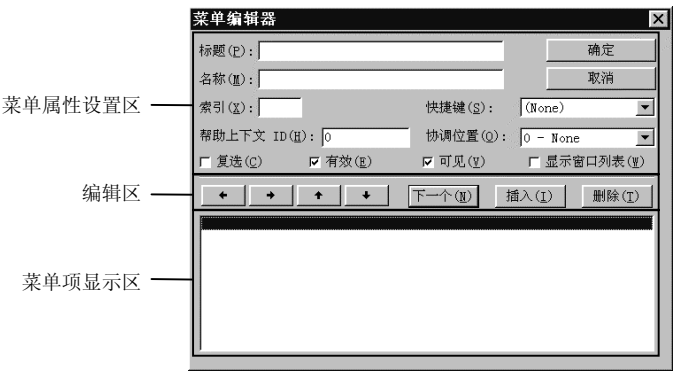 菜单编辑器
标题(P):
确定
名称(M):
取消
菜单属性设置区
索引(X):
快捷键(S):
(None)
帮助上下文 ID(H): 0
协调位置(O):
0 - None
复选(C)
有效(E)
可见(V)
显示窗口列表(W)
编辑区
下一个(N)
插入(I)
删除(T)
菜单项显示区